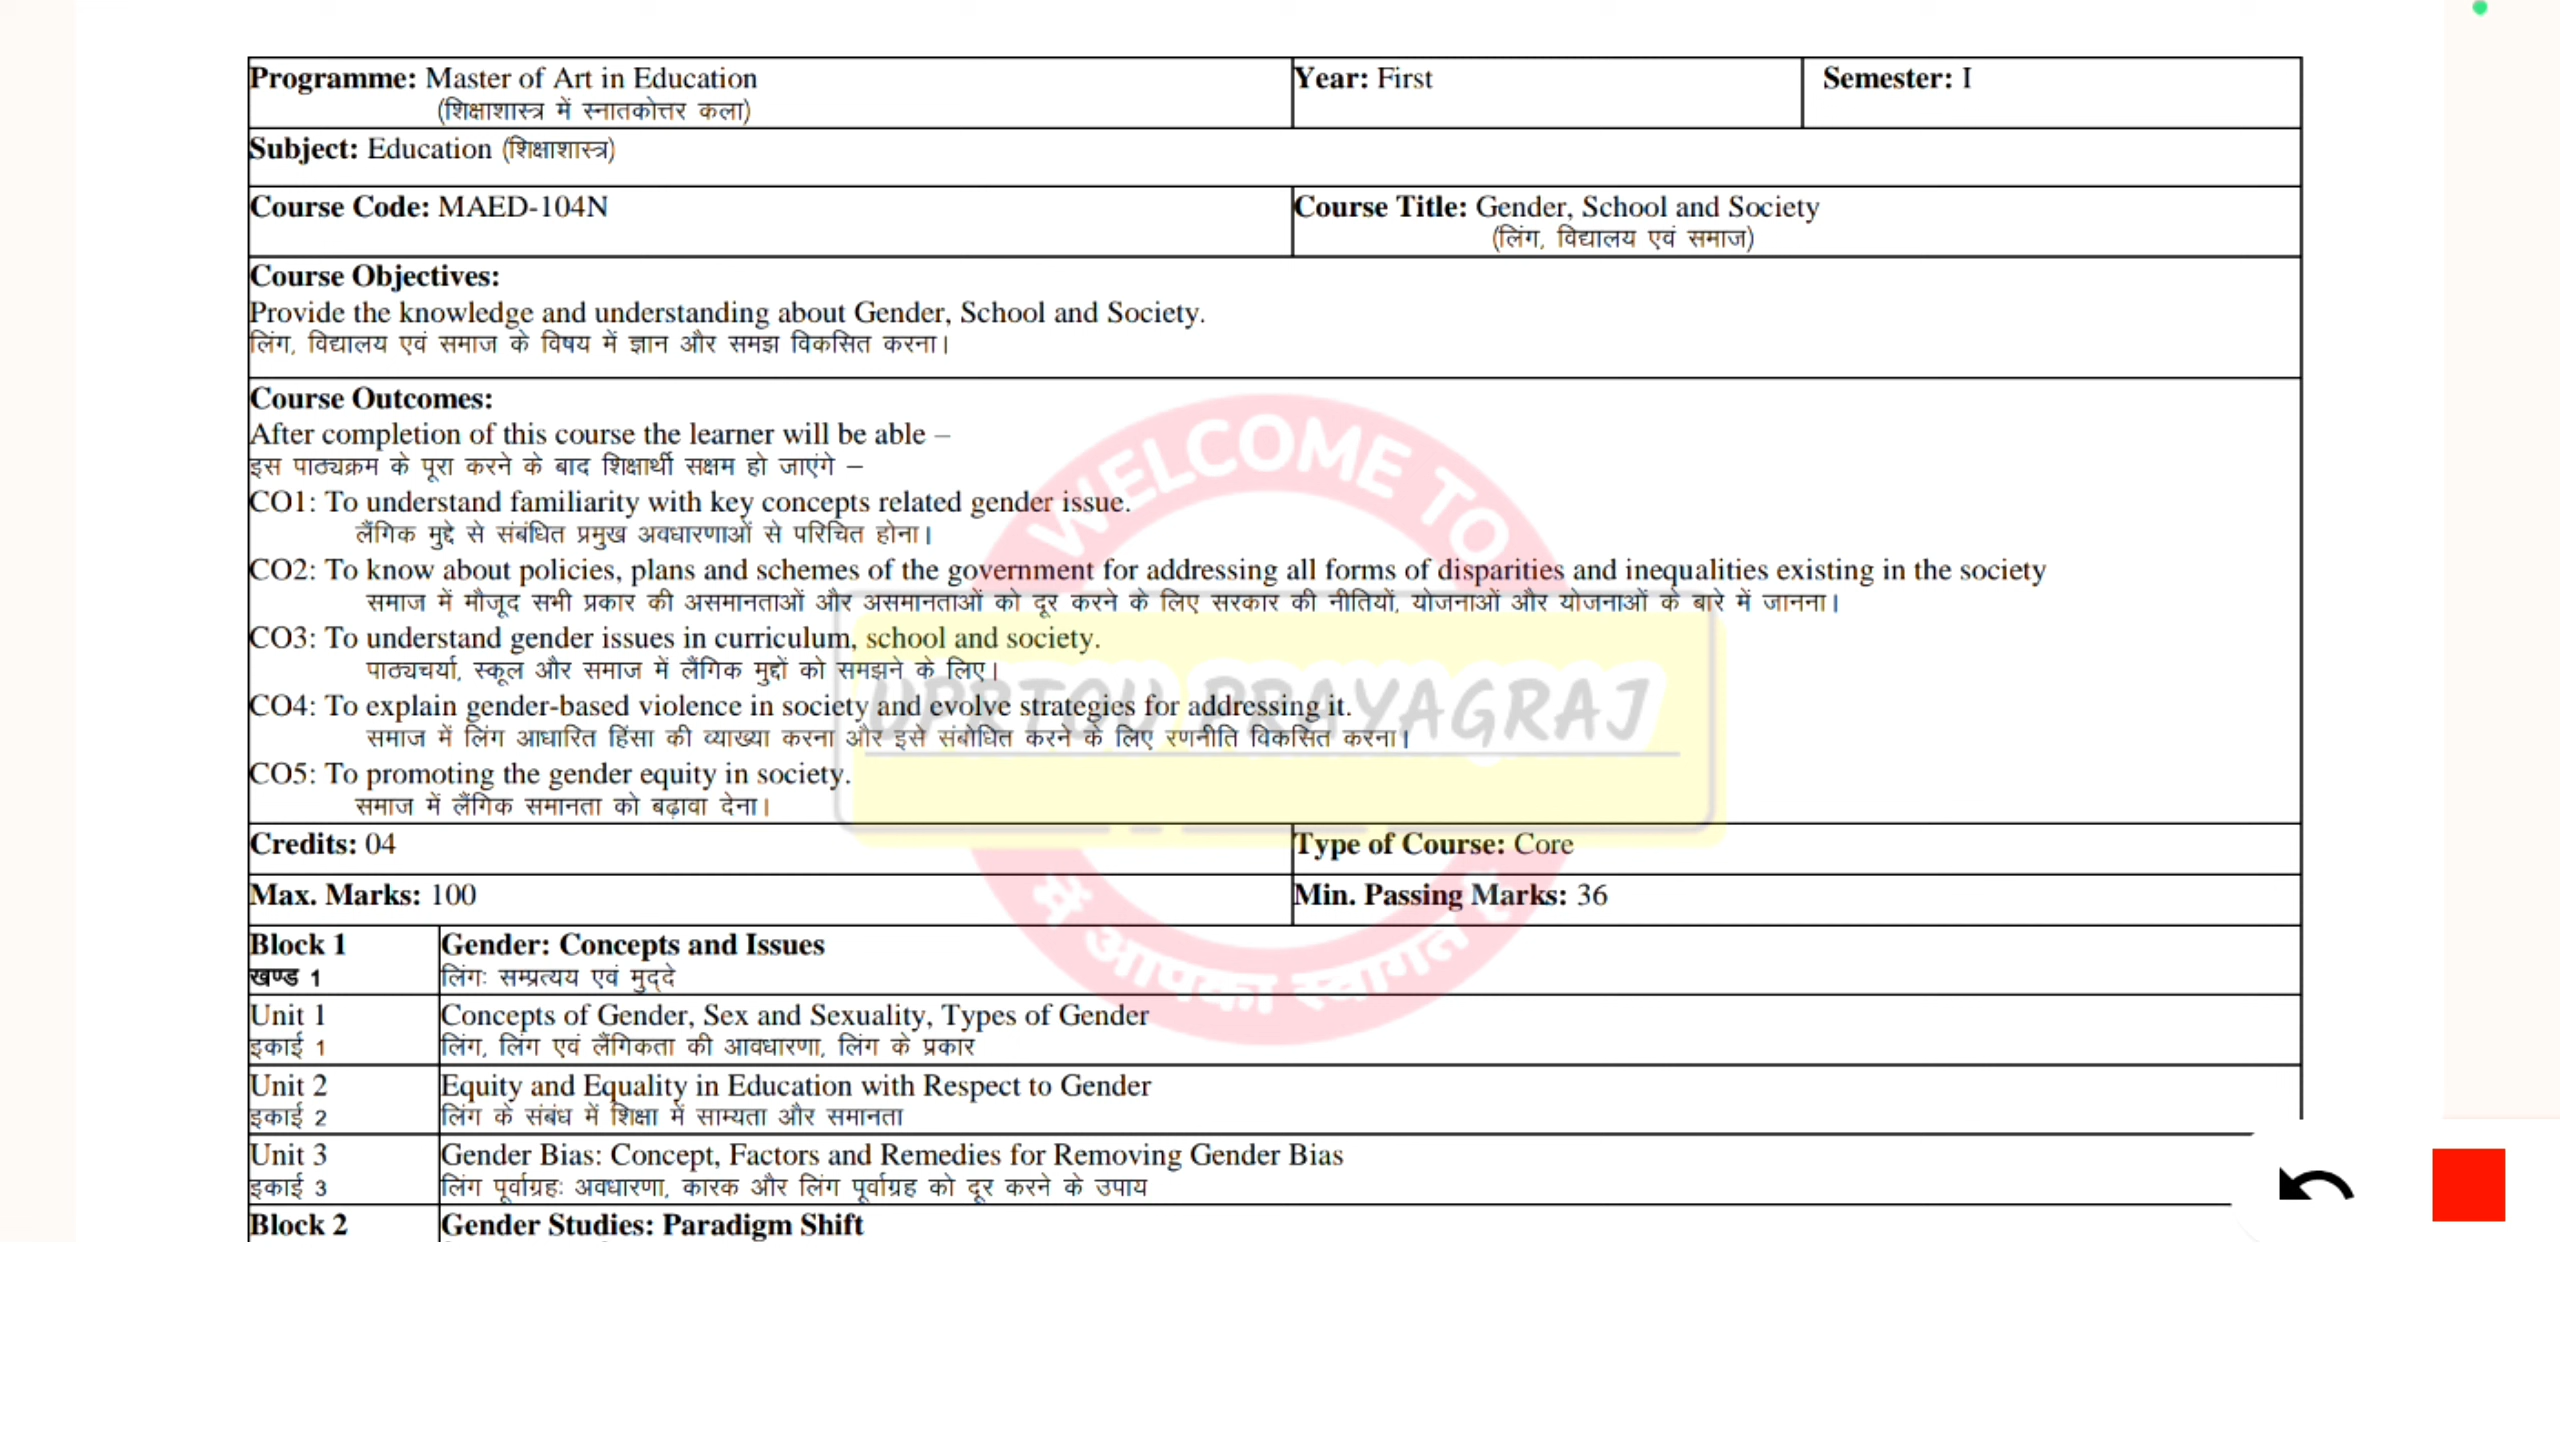 Programme: Master of Art in Education
(शिक्षाशास्त्र में स्नातकोत्तर कला)
Year: First
Semester: I
Subject: Education (शिक्षाशास्त्र)
Course Code: MAED-104N
Course Title: Gender, School and Society
(लिंग, विद्यालय एवं समाज)
Course Objectives:
Provide the knowledge and understanding about Gender, School and Society.
लिंग, विद्यालय एवं समाज के विषय में ज्ञान और समझ विकसित करना।
Course Outcomes:
After completion of this course the learner will be able –
इस पाठ्यक्रम के पूरा करने के बाद शिक्षार्थी सक्षम हो जाएंगे –
CO1: To understand familiarity with key concepts related gender issue.
लैंगिक मुद्दे से संबंधित प्रमुख अवधारणाओं से परिचित होना।
CO2: To know about policies, plans and schemes of the government for addressing all forms of disparities and inequalities existing in the society
समाज में मौजूद सभी प्रकार की असमानताओं और असमानताओं को दूर करने के लिए सरकार की नीतियों, योजनाओं और योजनाओं के बारे में जानना।
CO3: To understand gender issues in curriculum, school and society.
पाठ्यचर्या, स्कूल और समाज में लैंगिक मुद्दों को समझने के लिए।
CO4: To explain gender-based violence in society and evolve strategies for addressing it.
समाज में लिंग आधारित हिंसा की व्याख्या करना और इसे संबोधित करने के लिए रणनीति विकसित करना।
CO5: To promoting the gender equity in society.
समाज में लैंगिक समानता को बढ़ावा देना।
WELCOME TO
UPRTOU PRAYAGRAJ
में आपका स्वागत है
Credits: 04
Type of Course: Core
Max. Marks: 100
Min. Passing Marks: 36
Block 1
खण्ड 1
Gender: Concepts and Issues
लिंगः सम्प्रत्यय एवं मुद्दे
Unit 1
इकाई 1
Concepts of Gender, Sex and Sexuality, Types of Gender
लिंग, लिंग एवं लैंगिकता की आवधारणा, लिंग के प्रकार
Unit 2
इकाई 2
Equity and Equality in Education with Respect to Gender
लिंग के संबंध में शिक्षा में साम्यता और समानता
Unit 3
इकाई 3
Gender Bias: Concept, Factors and Remedies for Removing Gender Bias
लिंग पूर्वाग्रहः अवधारणा, कारक और लिंग पूर्वाग्रह को दूर करने के उपाय
Block 2
Gender Studies: Paradigm Shift